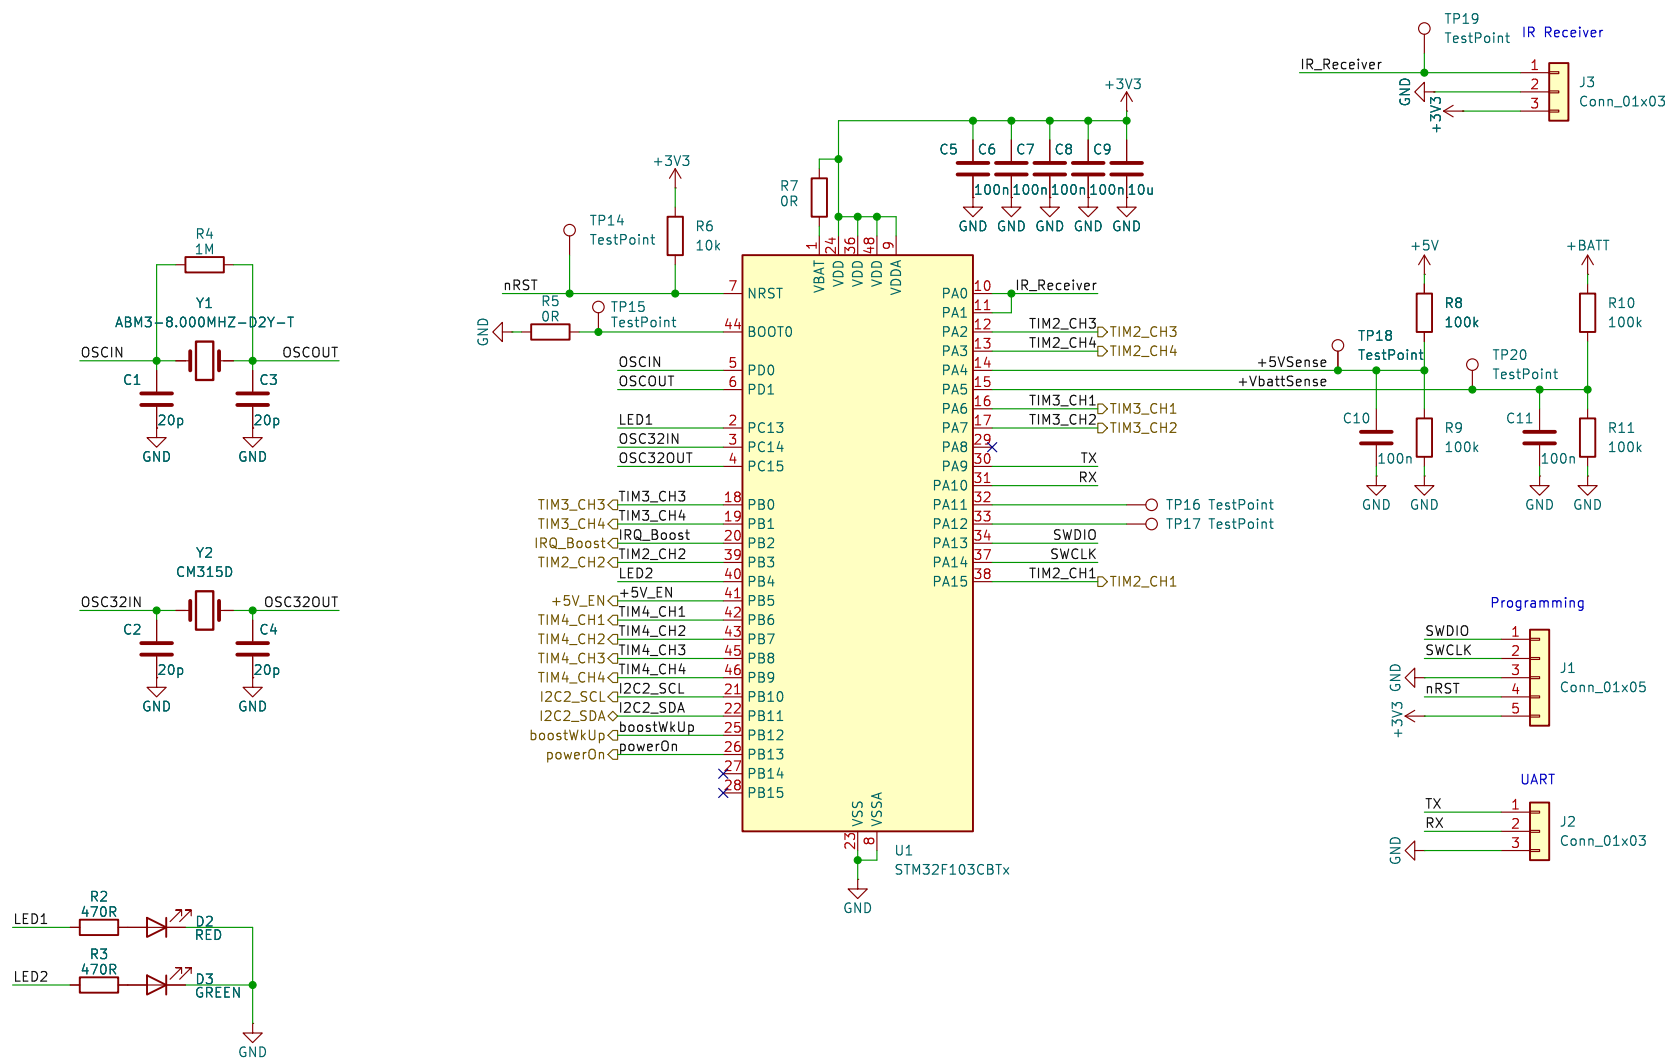 TP19
TestPoint
IR Receiver
IR_Receiver
GND
+3V3
1
2
3
J3
Conn_01x03
+3V3
C5
C6
C7
C8
C9
100n
100n
100n
100n
10u
GND
GND
GND
GND
GND
R7
0R
+3V3
R6
10k
TP14
TestPoint
nRST
R5
0R
TP15
TestPoint
GND
R4
1M
Y1
ABM3-8.000MHZ-D2Y-T
OSCIN
OSCOUT
C1
C3
20p
20p
GND
GND
1
24
36
48
9
VBAT
VDD
VDD
VDD
VDDA
7
NRST
44
BOOT0
OSCIN
5
PD0
OSCOUT
6
PD1
LED1
2
PC13
OSC32IN
3
PC14
OSC32OUT
4
PC15
TIM3_CH3
TIM3_CH3
18
PB0
TIM3_CH4
TIM3_CH4
19
PB1
IRQ_Boost
IRQ_Boost
20
PB2
TIM2_CH2
TIM2_CH2
39
PB3
LED2
40
PB4
+5V_EN
+5V_EN
41
PB5
TIM4_CH1
TIM4_CH1
42
PB6
TIM4_CH2
TIM4_CH2
43
PB7
TIM4_CH3
TIM4_CH3
45
PB8
TIM4_CH4
TIM4_CH4
46
PB9
I2C2_SCL
I2C2_SCL
21
PB10
I2C2_SDA
I2C2_SDA
22
PB11
boostWkUp
boostWkUp
25
PB12
powerOn
powerOn
26
PB13
27
PB14
28
PB15
PA0
10
IR_Receiver
PA1
11
PA2
12
TIM2_CH3
TIM2_CH3
PA3
13
TIM2_CH4
TIM2_CH4
PA4
14
+5VSense
PA5
15
+VbattSense
PA6
16
TIM3_CH1
TIM3_CH1
PA7
17
TIM3_CH2
TIM3_CH2
PA8
29
PA9
30
TX
PA10
31
RX
PA11
32
TP16 TestPoint
PA12
33
TP17 TestPoint
PA13
34
SWDIO
PA14
37
SWCLK
PA15
38
TIM2_CH1
TIM2_CH1
VSS
VSSA
23
8
U1
STM32F103CBTx
GND
+5V
R8
100k
+BATT
R10
100k
TP18
TestPoint
TP20
TestPoint
C10
100n
R9
100k
C11
100n
R11
100k
GND
GND
GND
GND
Y2
CM315D
OSC32IN
OSC32OUT
C2
C4
20p
20p
GND
GND
Programming
SWDIO
1
SWCLK
2
GND
3
nRST
4
+3V3
5
J1
Conn_01x05
UART
TX
1
RX
2
GND
3
J2
Conn_01x03
LED1
R2
470R
D2
RED
LED2
R3
470R
D3
GREEN
GND